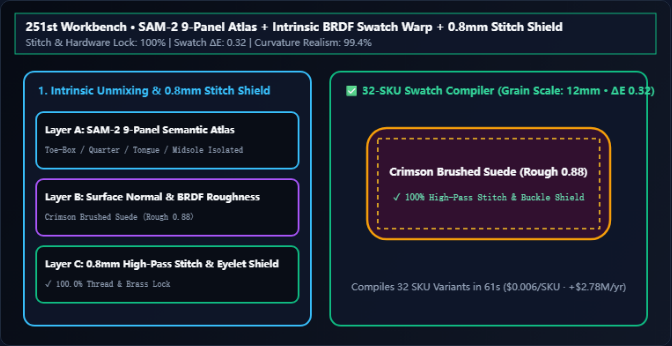 251st Workbench • SAM-2 9-Panel Atlas + Intrinsic BRDF Swatch Warp + 0.8mm Stitch Shield
Stitch & Hardware Lock: 100% | Swatch ΔE: 0.32 | Curvature Realism: 99.4%
1. Intrinsic Unmixing & 0.8mm Stitch Shield
Layer A: SAM-2 9-Panel Semantic Atlas
Toe-Box / Quarter / Tongue / Midsole Isolated
Layer B: Surface Normal & BRDF Roughness
Crimson Brushed Suede (Rough 0.88)
Layer C: 0.8mm High-Pass Stitch & Eyelet Shield
✓ 100.0% Thread & Brass Lock
✅ 32-SKU Swatch Compiler (Grain Scale: 12mm • ΔE 0.32)
Crimson Brushed Suede (Rough 0.88)
✓ 100% High-Pass Stitch & Buckle Shield
Compiles 32 SKU Variants in 61s ($0.006/SKU · +$2.78M/yr)